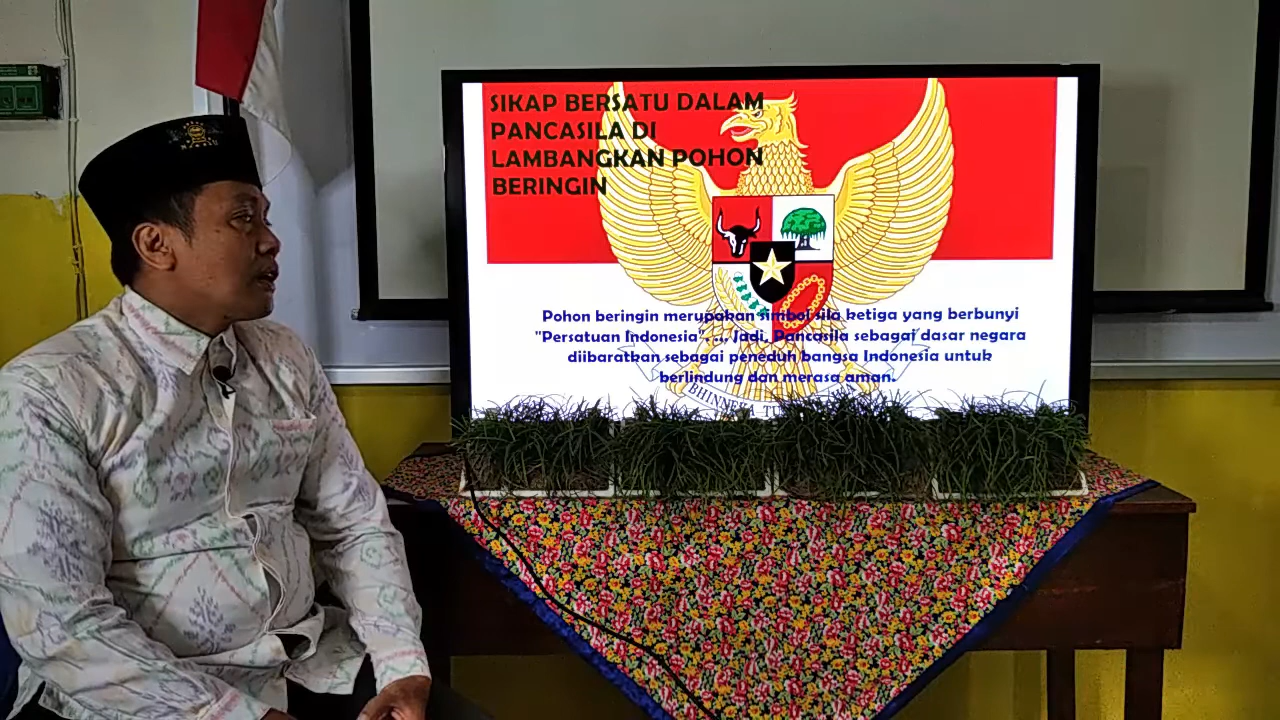 SIKAP BERSATU DALAM
PANCASILA DI
LAMBANGKAN POHON
BERINGIN
Pohon beringin merupakan simbol sila ketiga yang berbunyi
"Persatuan Indonesia". ... Jadi, Pancasila sebagai dasar negara
diibaratkan sebagai peneduh bangsa Indonesia untuk
berlindung dan merasa aman.
BHINNEKA